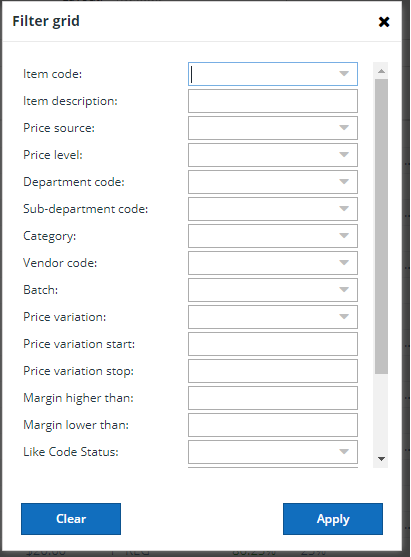 Filter grid
Item code:
Item description:
Price source:
Price level:
Department code:
Sub-department code:
Category:
Vendor code:
Batch:
Price variation:
Price variation start:
Price variation stop:
Margin higher than:
Margin lower than:
Like Code Status:
Clear Apply